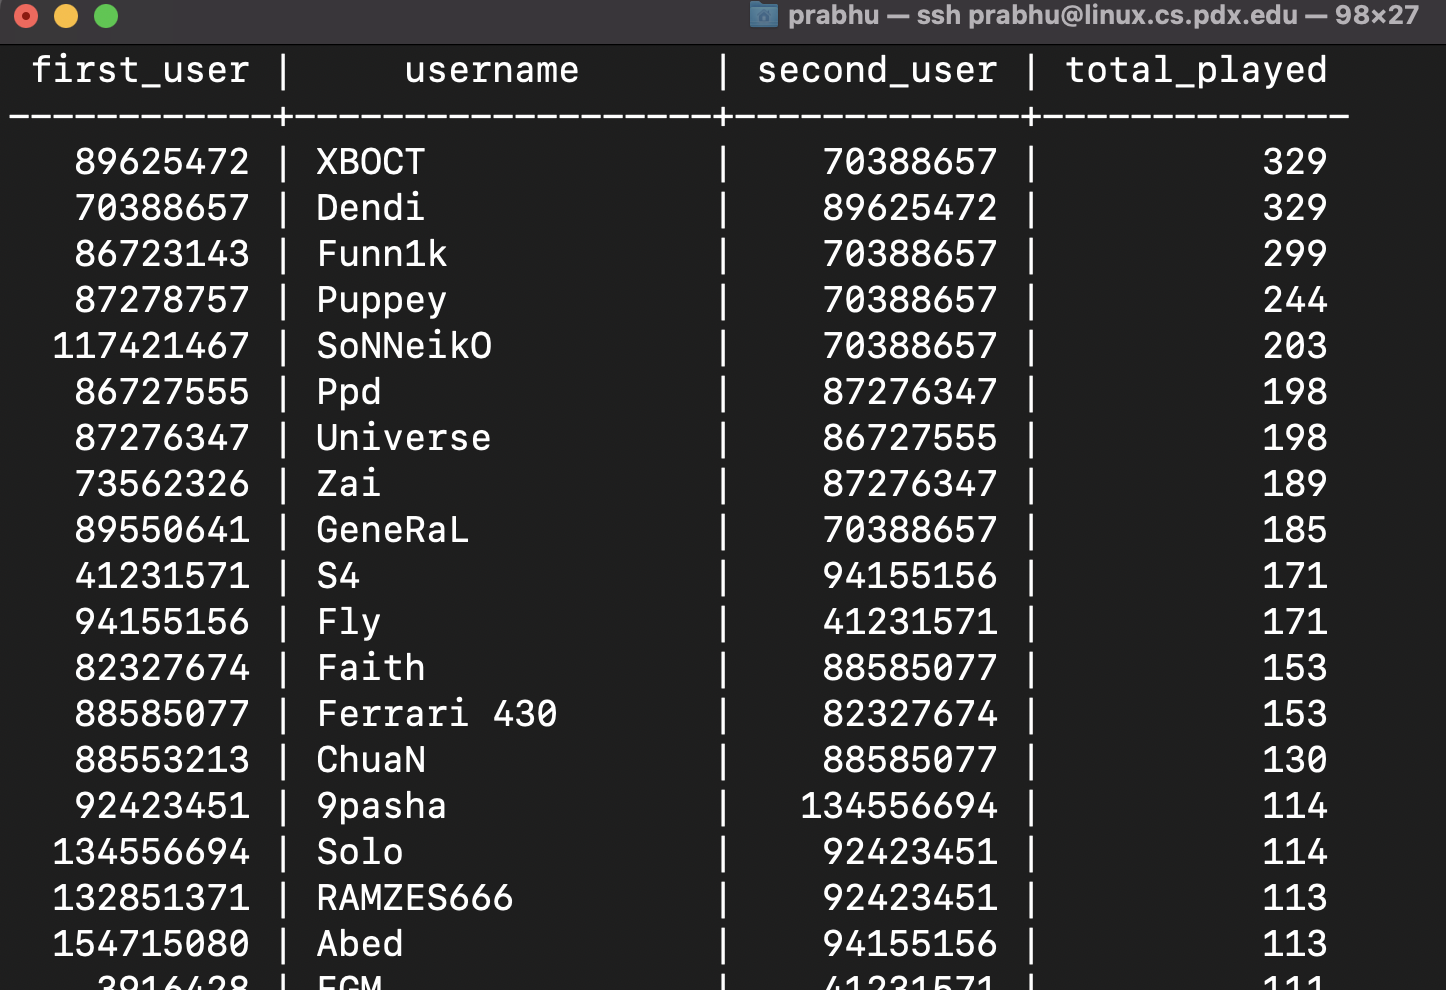 prabhu — ssh prabhu@linux.cs.pdx.edu — 98×27
first_user | username | second_user | total_played
------------+-------------------+-------------+--------------
89625472 | XBOCT | 70388657 | 329
70388657 | Dendi | 89625472 | 329
86723143 | Funn1k | 70388657 | 299
87278757 | Puppey | 70388657 | 244
117421467 | SoNNeikO | 70388657 | 203
86727555 | Ppd | 87276347 | 198
87276347 | Universe | 86727555 | 198
73562326 | Zai | 87276347 | 189
89550641 | GeneRaL | 70388657 | 185
41231571 | S4 | 94155156 | 171
94155156 | Fly | 41231571 | 171
82327674 | Faith | 88585077 | 153
88585077 | Ferrari 430 | 82327674 | 153
88553213 | ChuaN | 88585077 | 130
92423451 | 9pasha | 134556694 | 114
134556694 | Solo | 92423451 | 114
132851371 | RAMZES666 | 92423451 | 113
154715080 | Abed | 94155156 | 113
41231571 | 111